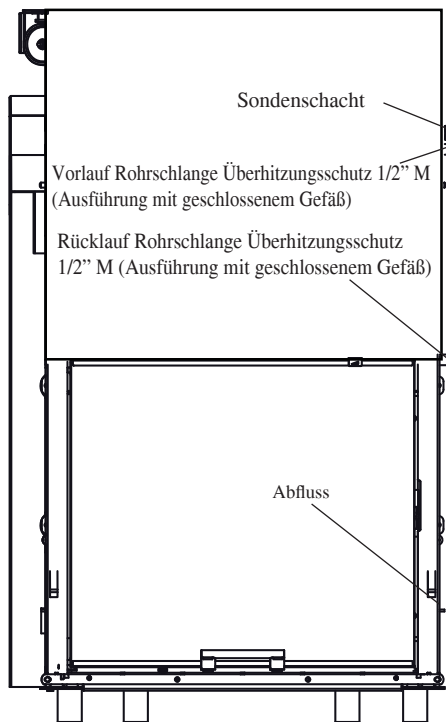 Sondenschacht
Vorlauf Rohrschlange Überhitzungsschutz 1/2” M
(Ausführung mit geschlossenem Gefäß)
Rücklauf Rohrschlange Überhitzungsschutz
1/2” M (Ausführung mit geschlossenem Gefäß)
Abfluss